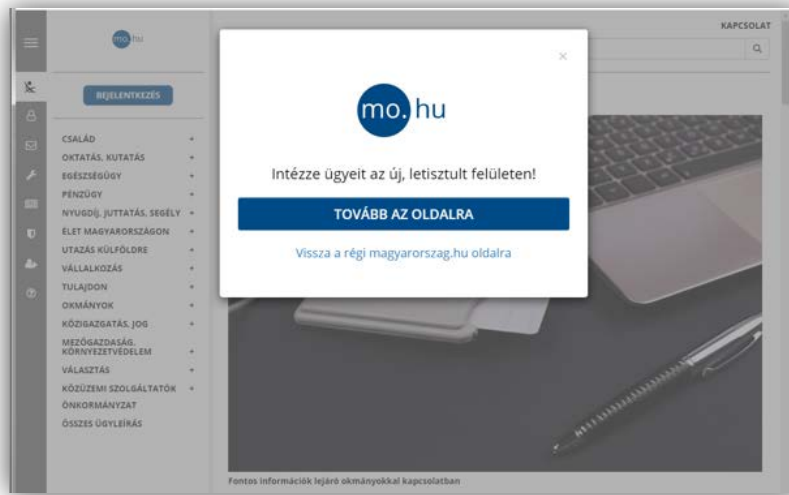 KAPCSOLAT
mo.hu
BEJELENTKEZÉS
CSALÁD +
OKTATÁS, KUTATÁS +
EGÉSZSÉGÜGY +
PÉNZÜGY +
NYUGDÍJ, JUTTATÁS, SEGÉLY +
ÉLET MAGYARORSZÁGON +
UTAZÁS KÜLFÖLDRE +
VÁLLALKOZÁS +
TULAJDON +
OKMÁNYOK +
KÖZIGAZGATÁS, JOG +
MEZŐGAZDASÁG,
KÖRNYEZETVÉDELEM +
VÁLASZTÁS +
KÖZÜZEMI SZOLGÁLTATÓK +
ÖNKORMÁNYZAT
ÖSSZES ÜGYLEÍRÁS
×
mo.hu
Intézze ügyeit az új, letisztult felületen!
TOVÁBB AZ OLDALRA
Vissza a régi magyarorszag.hu oldalra
Fontos információk lejáró okmányokkal kapcsolatban